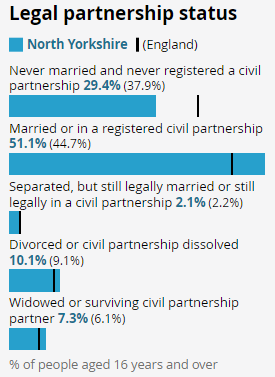 Legal partnership status
North Yorkshire (England)
Never married and never registered a civil
partnership 29.4% (37.9%)
Married or in a registered civil partnership
51.1% (44.7%)
Separated, but still legally married or still
legally in a civil partnership 2.1% (2.2%)
Divorced or civil partnership dissolved
10.1% (9.1%)
Widowed or surviving civil partnership
partner 7.3% (6.1%)
% of people aged 16 years and over